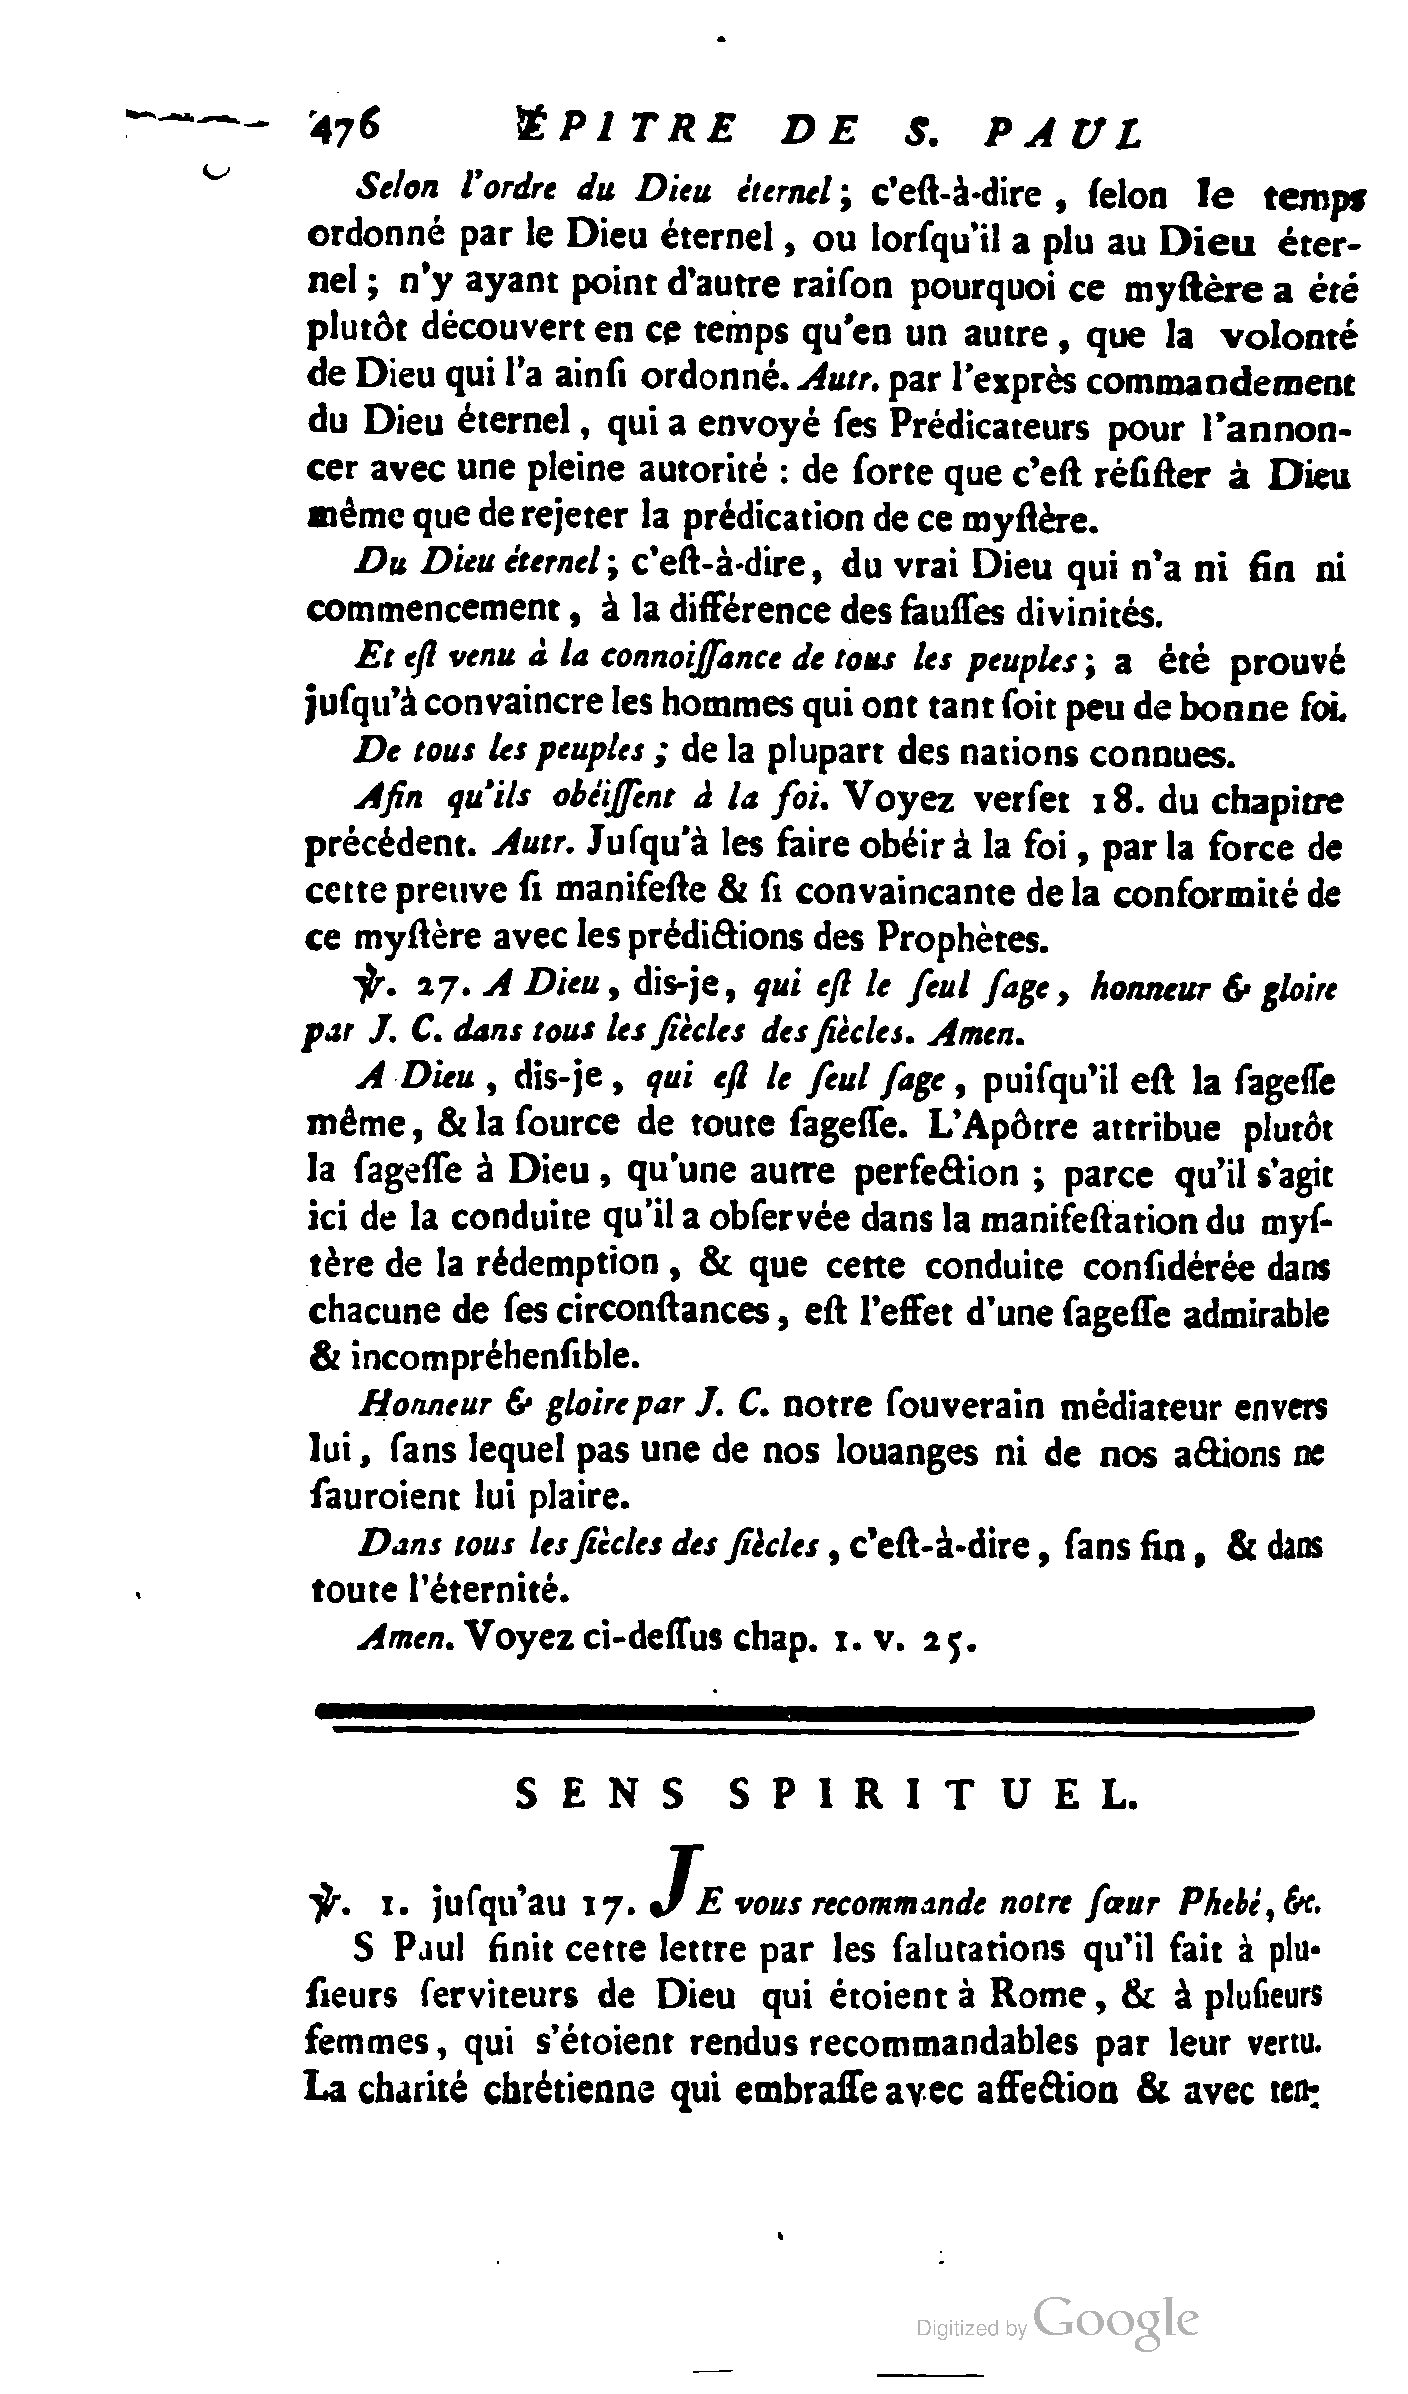 476 ÉPITRE DE S. PAUL
Selon l'ordre du Dieu éternel ; c'eſt-à-dire , ſelon le temps
ordonné par le Dieu éternel , ou lorſqu'il a plu au Dieu éter-
nel ; n'y ayant point d'autre raiſon pourquoi ce myſtère a été
plutôt découvert en ce temps qu'en un autre , que la volonté
de Dieu qui l'a ainſi ordonné. Autr. par l'exprès commandement
du Dieu éternel , qui a envoyé ſes Prédicateurs pour l'annon-
cer avec une pleine autorité : de ſorte que c'eſt réſiſter à Dieu
même que de rejeter la prédication de ce myſtère.
Du Dieu éternel ; c'eſt-à-dire, du vrai Dieu qui n'a ni fin ni
commencement , à la différence des fauſſes divinités.
Et eſt venu à la connoiſſance de tous les peuples ; a été prouvé
juſqu'à convaincre les hommes qui ont tant ſoit peu de bonne foi.
De tous les peuples ; de la plupart des nations connues.
Afin qu'ils obéiſſent à la foi. Voyez verſet 18. du chapitre
précédent. Autr. Juſqu'à les faire obéir à la foi , par la force de
cette preuve ſi manifeſte & ſi convaincante de la conformité de
ce myſtère avec les prédictions des Prophètes.
℣. 27. A Dieu, dis-je, qui eſt le ſeul ſage, honneur & gloire
par J. C. dans tous les ſiècles des ſiècles. Amen.
A Dieu , dis-je , qui eſt le ſeul ſage , puiſqu'il eſt la ſageſſe
même, & la ſource de toute ſageſſe. L'Apôtre attribue plutôt
la ſageſſe à Dieu , qu'une autre perfection ; parce qu'il s'agit
ici de la conduite qu'il a obſervée dans la manifeſtation du myſ-
tère de la rédemption , & que cette conduite conſidérée dans
chacune de ſes circonſtances , eſt l'effet d'une ſageſſe admirable
& incompréhenſible.
Honneur & gloire par J. C. notre ſouverain médiateur envers
lui, ſans lequel pas une de nos louanges ni de nos actions ne
ſauroient lui plaire.
Dans tous les ſiècles des ſiècles , c'eſt-à-dire , ſans fin , & dans
toute l'éternité.
Amen. Voyez ci-deſſus chap. 1. v. 25.
SENS SPIRITUEL.
℣. 1. juſqu'au 17. JE vous recommande notre ſœur Phebé, &c.
S Paul finit cette lettre par les ſalutations qu'il fait à plu-
ſieurs ſerviteurs de Dieu qui étoient à Rome , & à pluſieurs
femmes, qui s'étoient rendus recommandables par leur vertu.
La charité chrétienne qui embraſſe avec affection & avec ten-
Digitized by Google